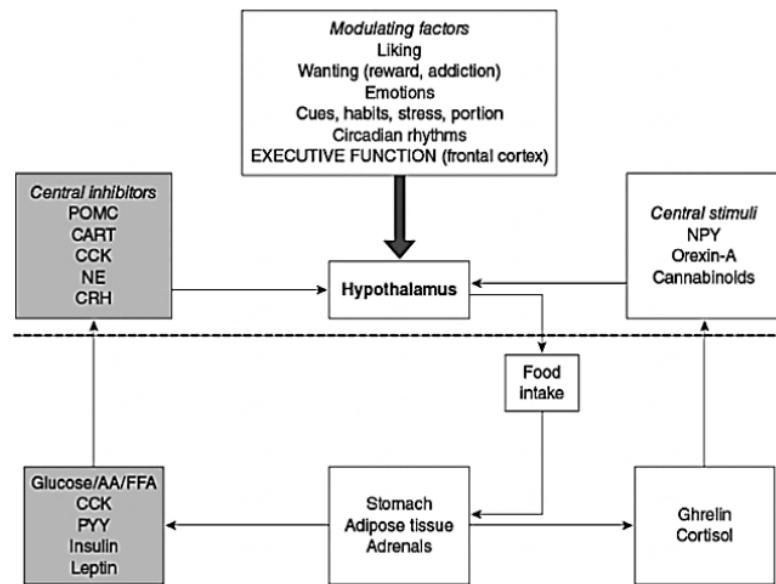 Modulating factors
Liking
Wanting (reward, addiction)
Emotions
Cues, habits, stress, portion
Circadian rhythms
EXECUTIVE FUNCTION (frontal cortex)
Central inhibitors
POMC
CART
CCK
NE
CRH
Hypothalamus
Central stimuli
NPY
Orexin-A
Cannabinoids
Food
intake
Glucose/AA/FFA
CCK
PYY
Insulin
Leptin
Stomach
Adipose tissue
Adrenals
Ghrelin
Cortisol